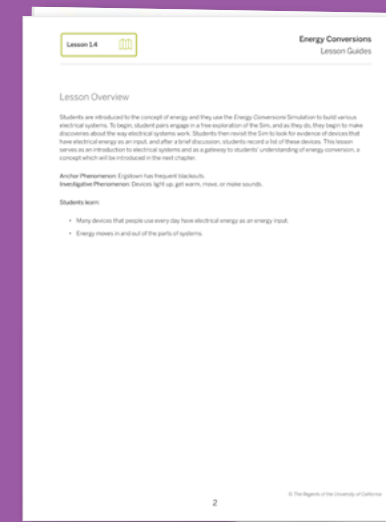 Lesson 1.4
Energy Conversions
Lesson Guides
Lesson Overview
Students are introduced to the concept of energy and they use the Energy Conversions Simulation to build various
electrical systems. To begin, student pairs engage in a free exploration of the Sim, and as they do, they begin to make
discoveries about the way electrical systems work. Students then revisit the Sim to look for evidence of devices that
have electrical energy as an input, and after a brief discussion, students record a list of these devices. This lesson
serves as an introduction to electrical systems and as a gateway to students' understanding of energy conversion, a
concept which will be introduced in the next chapter.
Anchor Phenomenon: Ergstown has frequent blackouts.
Investigative Phenomenon: Devices light up, get warm, move, or make sounds.
Students learn:
• Many devices that people use every day have electrical energy as an energy input.
• Energy moves in and out of the parts of systems.
© The Regents of the University of California
2